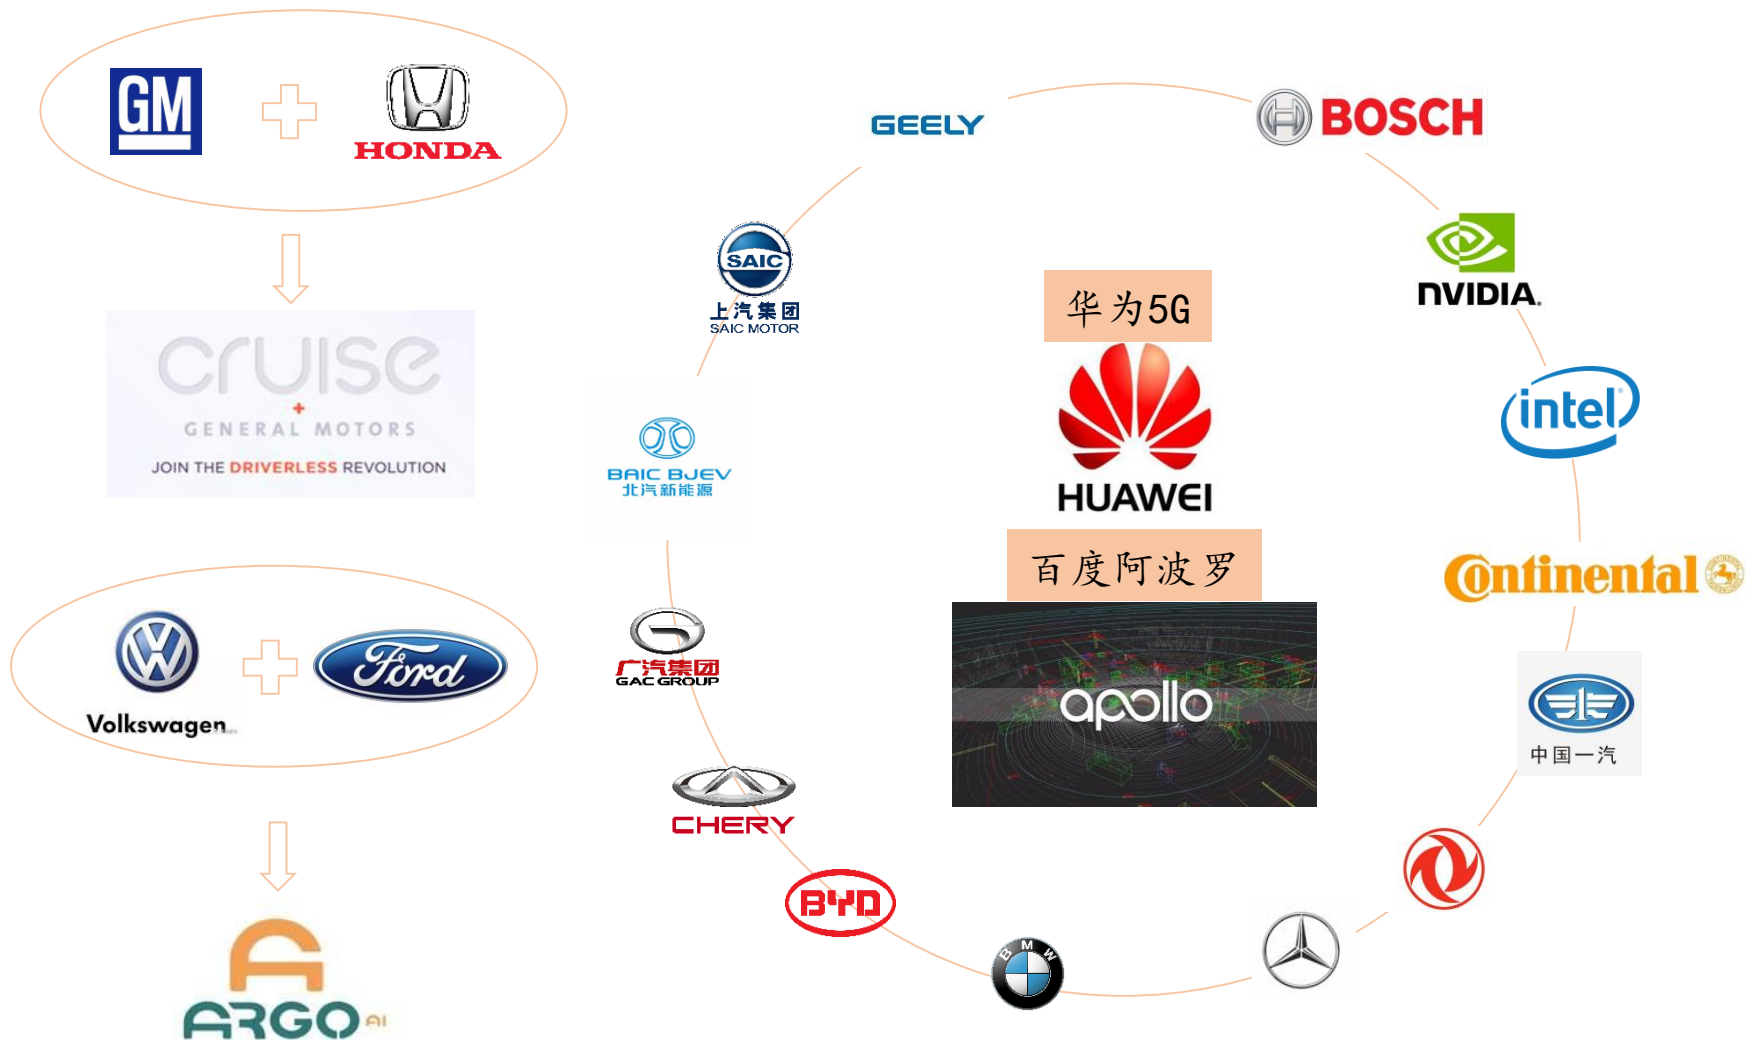 GM
HONDA
cruise
+
GENERAL MOTORS
JOIN THE DRIVERLESS REVOLUTION
Volkswagen
Ford
ARGO AI
GEELY
BOSCH
SAIC
上汽集团
SAIC MOTOR
NVIDIA.
华为5G
HUAWEI
intel
BAIC BJEV
北汽新能源
百度阿波罗
apollo
Continental
广汽集团
GAC GROUP
中国一汽
CHERY
BYD
BMW